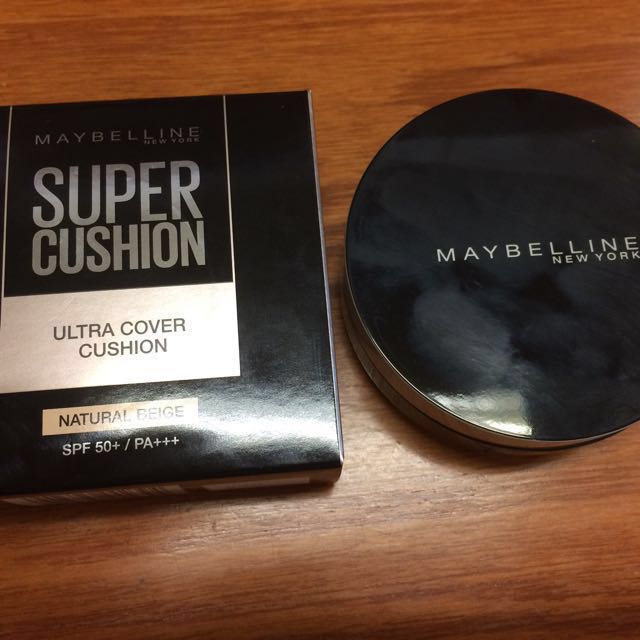 MAYBELLINE
NEW YORK
SUPER
CUSHION
ULTRA COVER
CUSHION
NATURAL BEIGE
SPF 50+ / PA+++
MAYBELLINE
NEW YORK